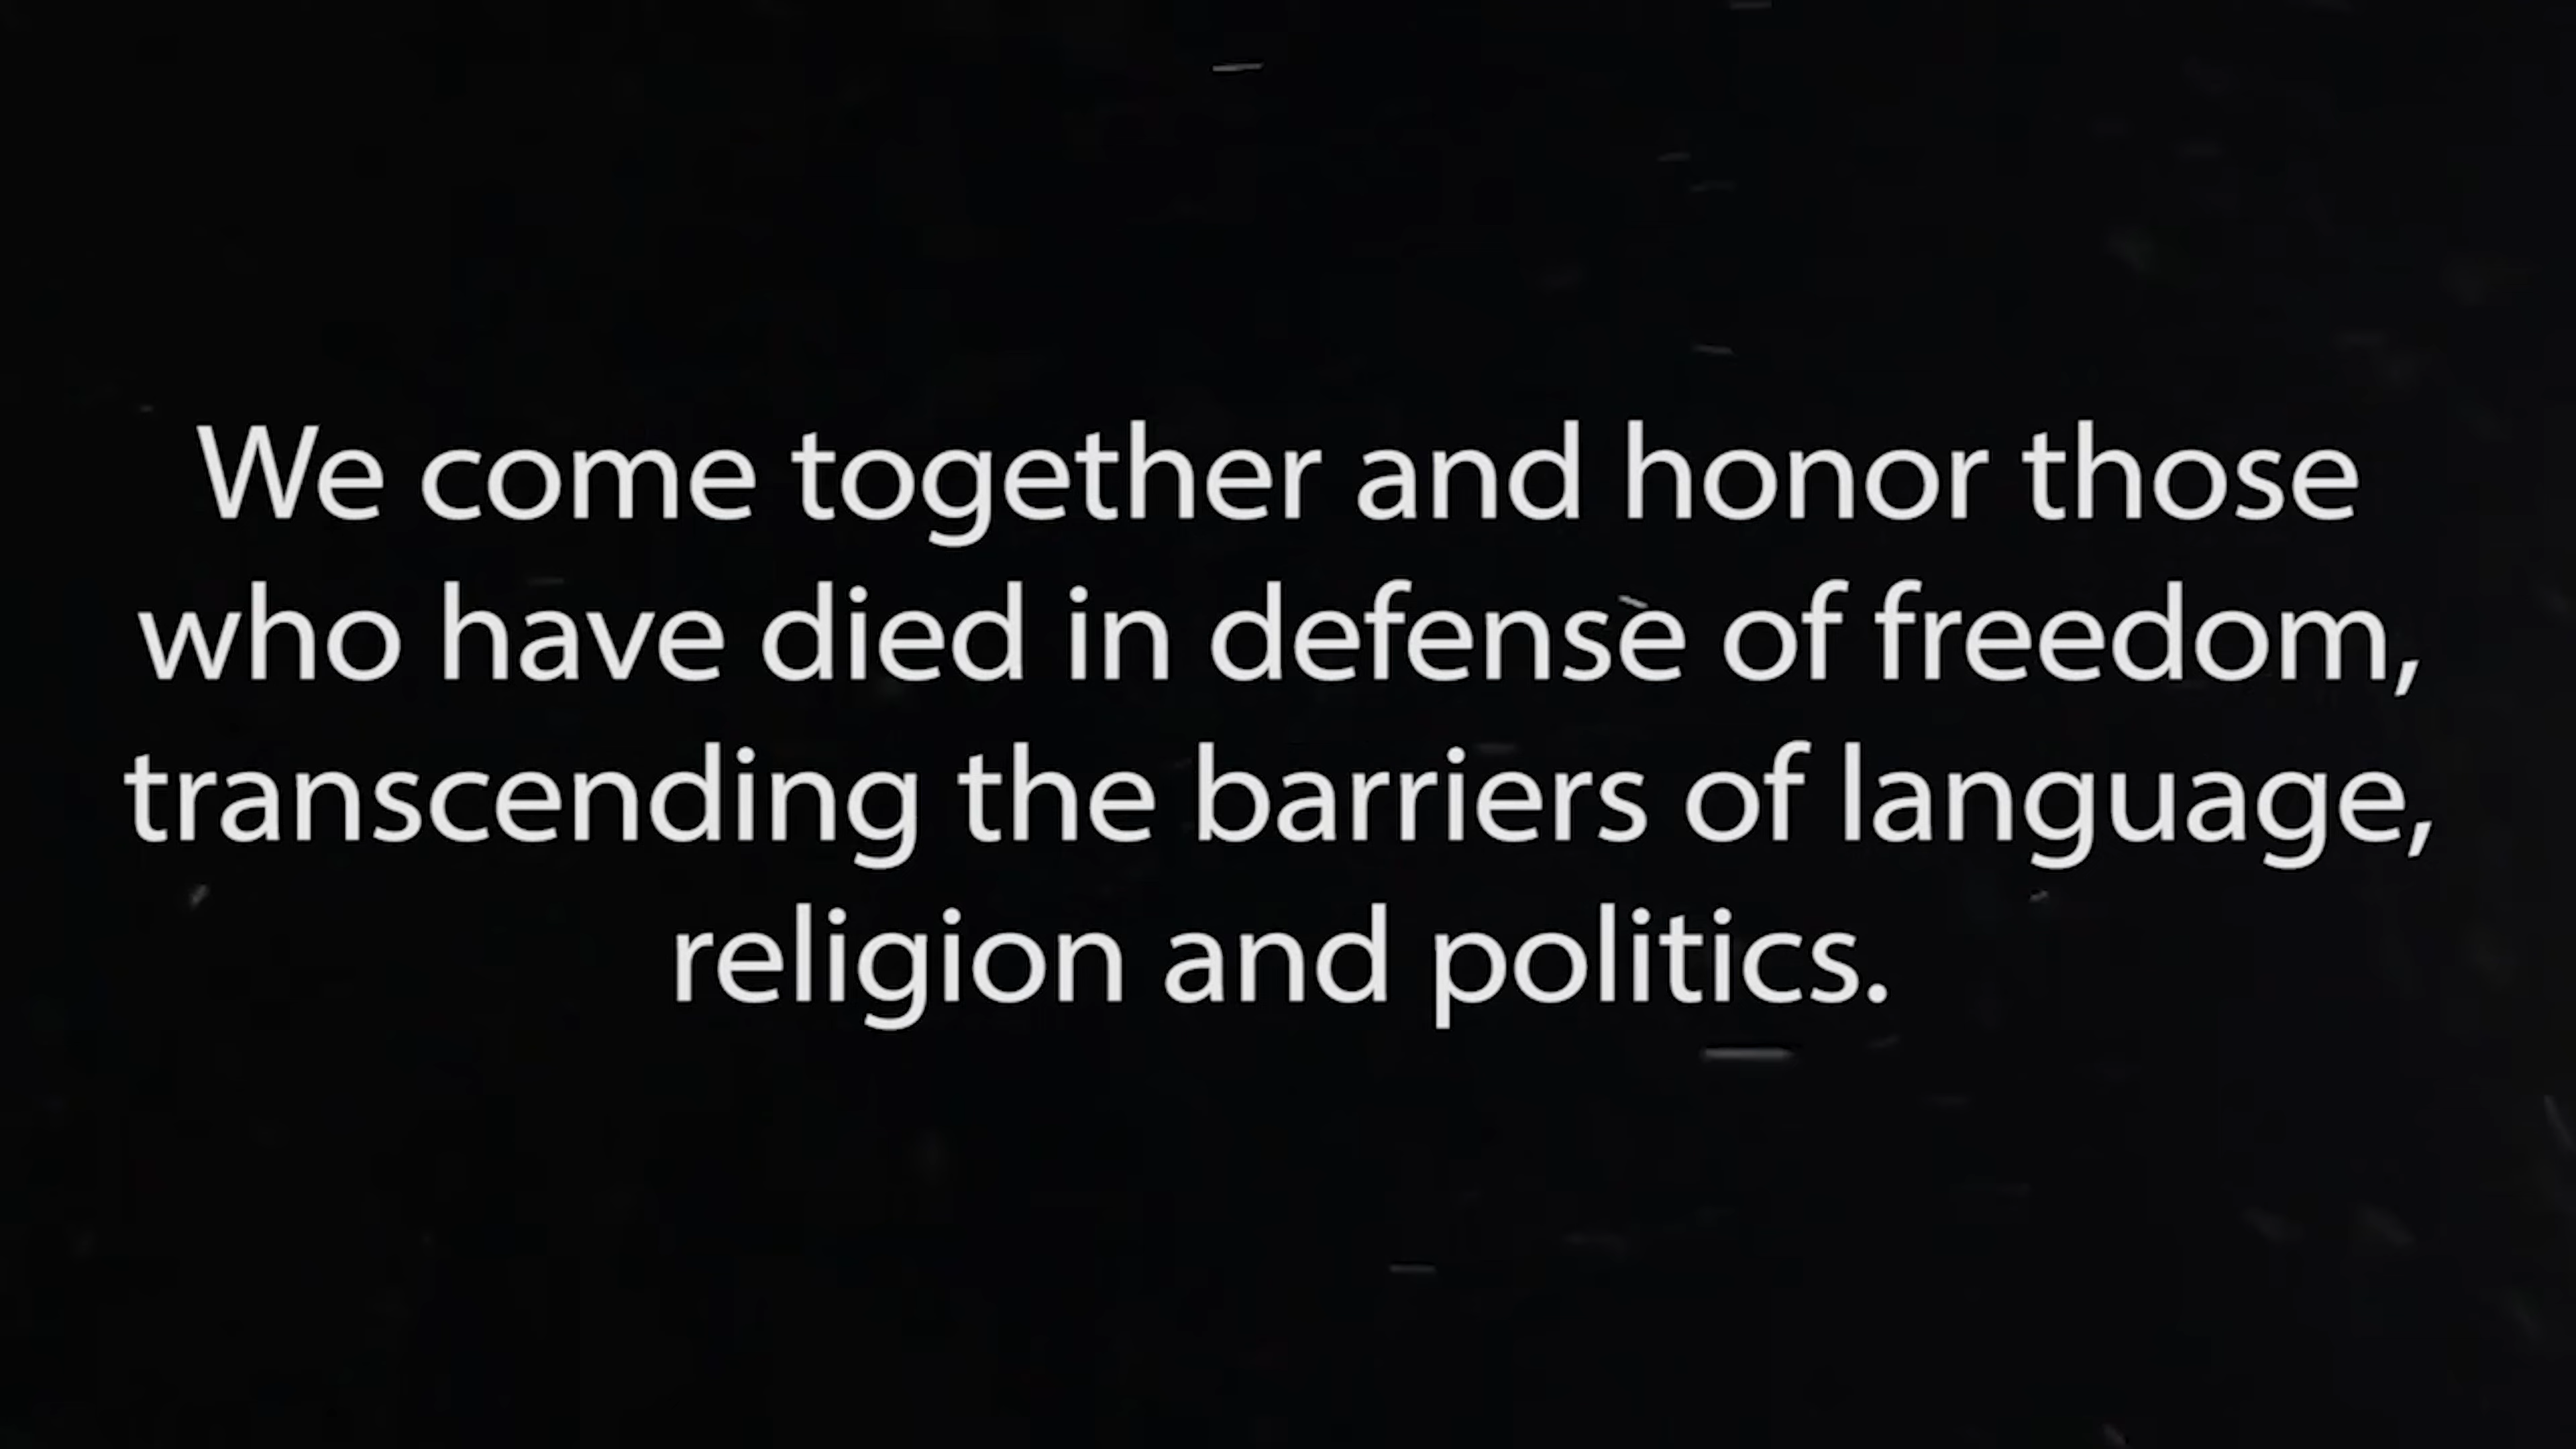 We come together and honor those
who have died in defense of freedom,
transcending the barriers of language,
religion and politics.